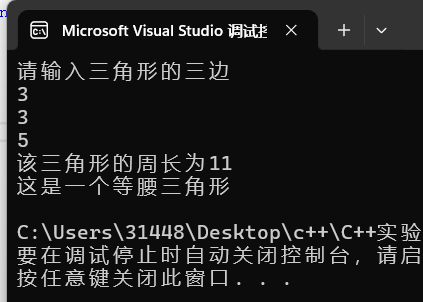 Microsoft Visual Studio 调试
请输入三角形的三边
3
3
5
该三角形的周长为11
这是一个等腰三角形
C:\Users\31448\Desktop\c++\C++实验
要在调试停止时自动关闭控制台，请启
按任意键关闭此窗口. . .